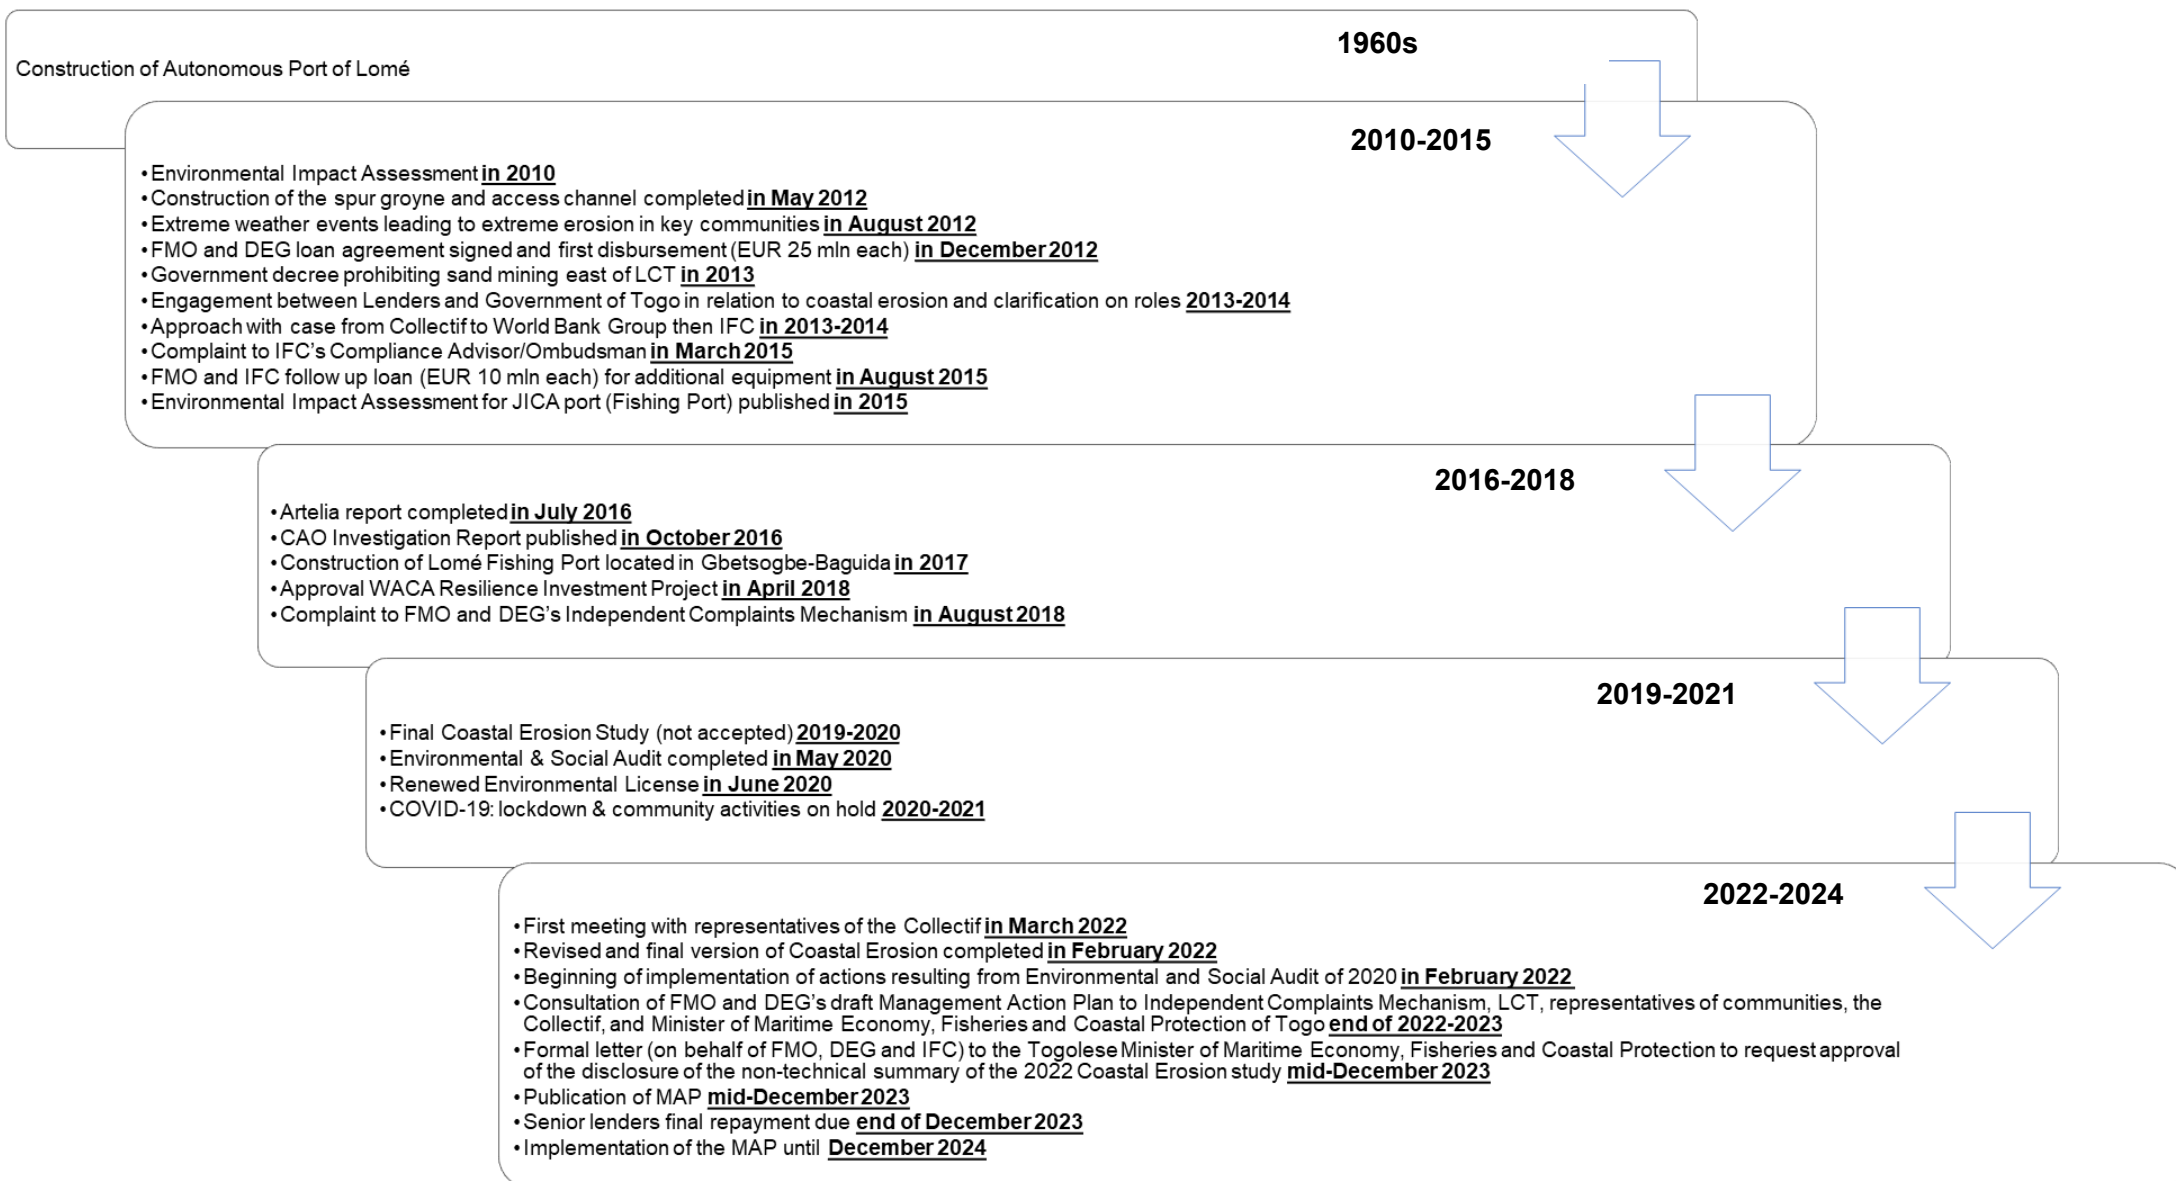 1960s
Construction of Autonomous Port of Lomé
2010-2015
•Environmental Impact Assessment in 2010
•Construction of the spur groyne and access channel completed in May 2012
•Extreme weather events leading to extreme erosion in key communities in August 2012
•FMO and DEG loan agreement signed and first disbursement (EUR 25 mln each) in December 2012
•Government decree prohibiting sand mining east of LCT in 2013
•Engagement between Lenders and Government of Togo in relation to coastal erosion and clarification on roles 2013-2014
•Approach with case from Collectif to World Bank Group then IFC in 2013-2014
•Complaint to IFC’s Compliance Advisor/Ombudsman in March 2015
•FMO and IFC follow up loan (EUR 10 mln each) for additional equipment in August 2015
•Environmental Impact Assessment for JICA port (Fishing Port) published in 2015
2016-2018
•Artelia report completed in July 2016
•CAO Investigation Report published in October 2016
•Construction of Lomé Fishing Port located in Gbetsogbe-Baguida in 2017
•Approval WACA Resilience Investment Project in April 2018
•Complaint to FMO and DEG’s Independent Complaints Mechanism in August 2018
2019-2021
•Final Coastal Erosion Study (not accepted) 2019-2020
•Environmental & Social Audit completed in May 2020
•Renewed Environmental License in June 2020
•COVID-19: lockdown & community activities on hold 2020-2021
2022-2024
•First meeting with representatives of the Collectif in March 2022
•Revised and final version of Coastal Erosion completed in February 2022
•Beginning of implementation of actions resulting from Environmental and Social Audit of 2020 in February 2022
•Consultation of FMO and DEG’s draft Management Action Plan to Independent Complaints Mechanism, LCT, representatives of communities, the
Collectif, and Minister of Maritime Economy, Fisheries and Coastal Protection of Togo end of 2022-2023
•Formal letter (on behalf of FMO, DEG and IFC) to the Togolese Minister of Maritime Economy, Fisheries and Coastal Protection to request approval
of the disclosure of the non-technical summary of the 2022 Coastal Erosion study mid-December 2023
•Publication of MAP mid-December 2023
•Senior lenders final repayment due end of December 2023
•Implementation of the MAP until December 2024